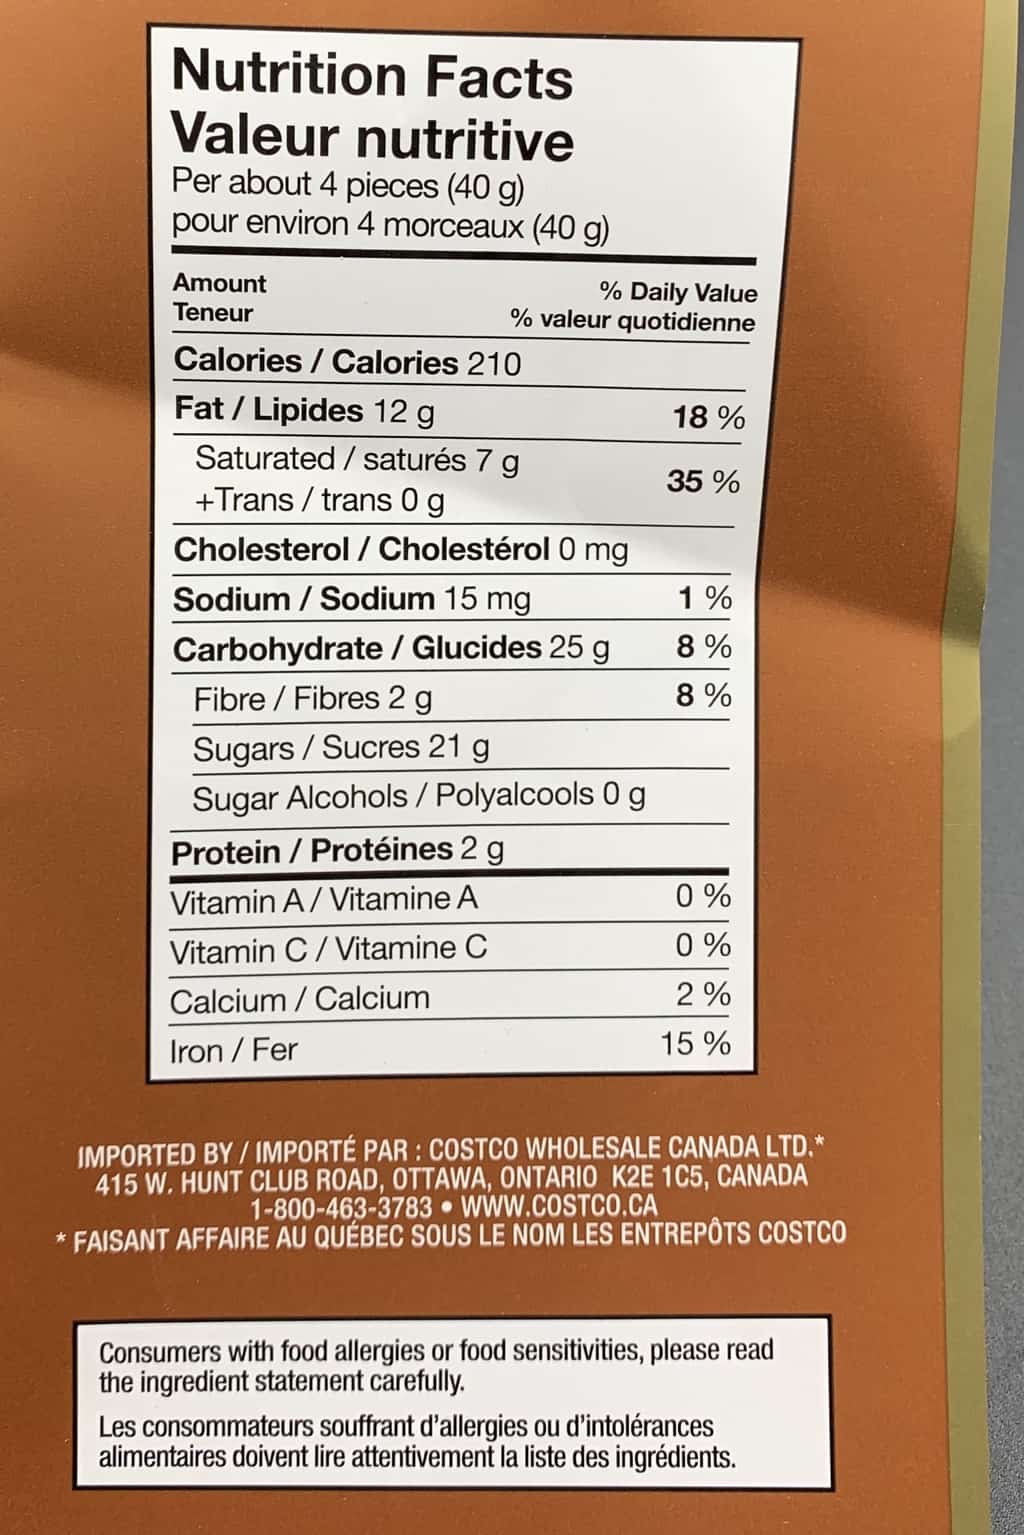 Nutrition Facts
Valeur nutritive
Per about 4 pieces (40 g)
pour environ 4 morceaux (40 g)
Amount % Daily Value
Teneur % valeur quotidienne
Calories / Calories 210
Fat / Lipides 12 g 18 %
Saturated / saturés 7 g
+Trans / trans 0 g 35 %
Cholesterol / Cholestérol 0 mg
Sodium / Sodium 15 mg 1 %
Carbohydrate / Glucides 25 g 8 %
Fibre / Fibres 2 g 8 %
Sugars / Sucres 21 g
Sugar Alcohols / Polyalcools 0 g
Protein / Protéines 2 g
Vitamin A / Vitamine A 0 %
Vitamin C / Vitamine C 0 %
Calcium / Calcium 2 %
Iron / Fer 15 %
IMPORTED BY / IMPORTÉ PAR : COSTCO WHOLESALE CANADA LTD.*
415 W. HUNT CLUB ROAD, OTTAWA, ONTARIO K2E 1C5, CANADA
1-800-463-3783 • WWW.COSTCO.CA
* FAISANT AFFAIRE AU QUÉBEC SOUS LE NOM LES ENTREPÔTS COSTCO
Consumers with food allergies or food sensitivities, please read
the ingredient statement carefully.
Les consommateurs souffrant d'allergies ou d'intolérances
alimentaires doivent lire attentivement la liste des ingrédients.